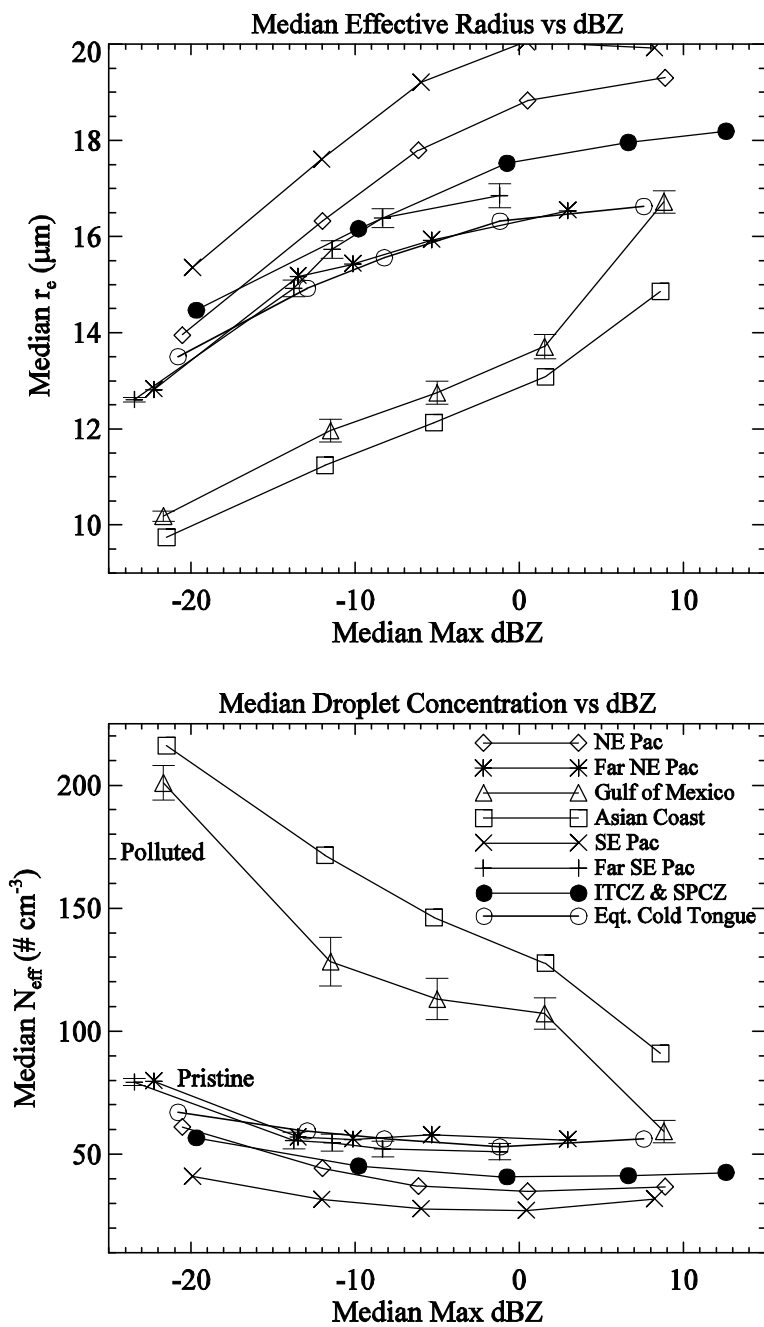 Median Effective Radius vs dBZ
20
18
16
14
12
10
Median rₑ (μm)
-20 -10 0 10
Median Max dBZ
Median Droplet Concentration vs dBZ
200
150
100
50
Median Nₑff (# cm⁻³)
NE Pac
Far NE Pac
Gulf of Mexico
Asian Coast
SE Pac
Far SE Pac
ITCZ & SPCZ
Eqt. Cold Tongue
Polluted
Pristine
-20 -10 0 10
Median Max dBZ